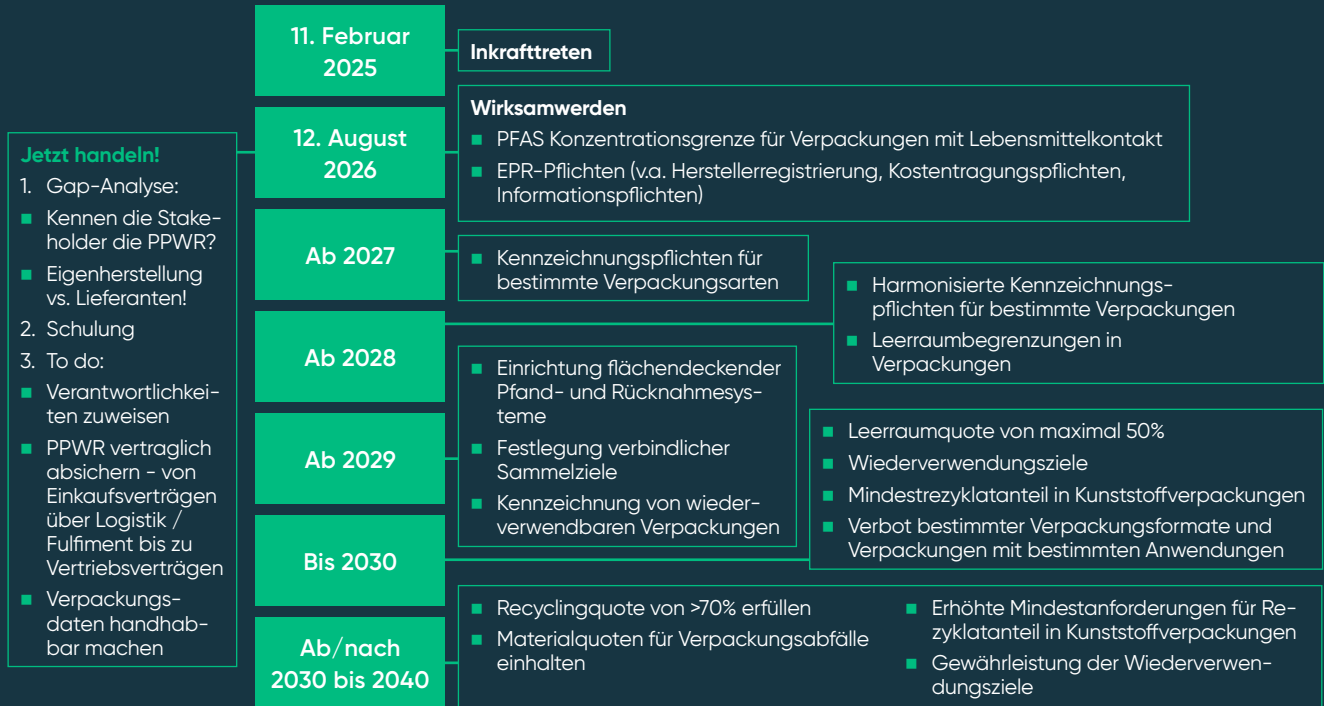 11. Februar
2025
Inkrafttreten
12. August
2026
Wirksamwerden
PFAS Konzentrationsgrenze für Verpackungen mit Lebensmittelkontakt
EPR-Pflichten (v.a. Herstellerregistrierung, Kostentragungspflichten,
Informationspflichten)
Jetzt handeln!
1. Gap-Analyse:
Kennen die Stake-
holder die PPWR?
Eigenherstellung
vs. Lieferanten!
2. Schulung
3. To do:
Verantwortlichkei-
ten zuweisen
PPWR vertraglich
absichern - von
Einkaufsverträgen
über Logistik /
Fulfiment bis zu
Vertriebsverträgen
Verpackungs-
daten handhab-
bar machen
Ab 2027
Kennzeichnungspflichten für
bestimmte Verpackungsarten
Ab 2028
Harmonisierte Kennzeichnungs-
pflichten für bestimmte Verpackungen
Leerraumbegrenzungen in
Verpackungen
Ab 2029
Einrichtung flächendeckender
Pfand- und Rücknahmesys-
teme
Festlegung verbindlicher
Sammelziele
Kennzeichnung von wieder-
verwendbaren Verpackungen
Bis 2030
Leerraumquote von maximal 50%
Wiederverwendungsziele
Mindestrezyklatanteil in Kunststoffverpackungen
Verbot bestimmter Verpackungsformate und
Verpackungen mit bestimmten Anwendungen
Ab/nach
2030 bis 2040
Recyclingquote von >70% erfüllen
Materialquoten für Verpackungsabfälle
einhalten
Erhöhte Mindestanforderungen für Re-
zyklatanteil in Kunststoffverpackungen
Gewährleistung der Wiederverwen-
dungsziele